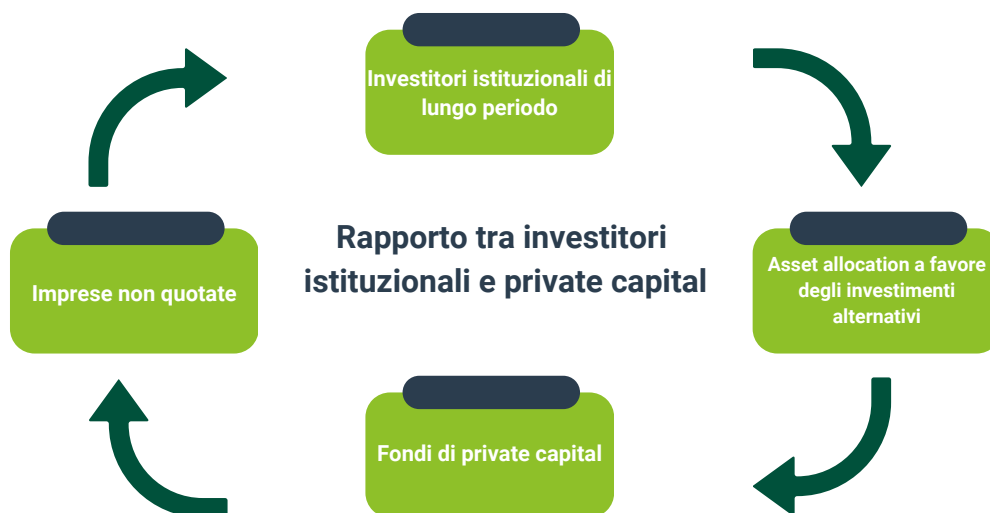 Investitori istituzionali di
lungo periodo
Rapporto tra investitori
istituzionali e private capital
Imprese non quotate
Asset allocation a favore
degli investimenti
alternativi
Fondi di private capital